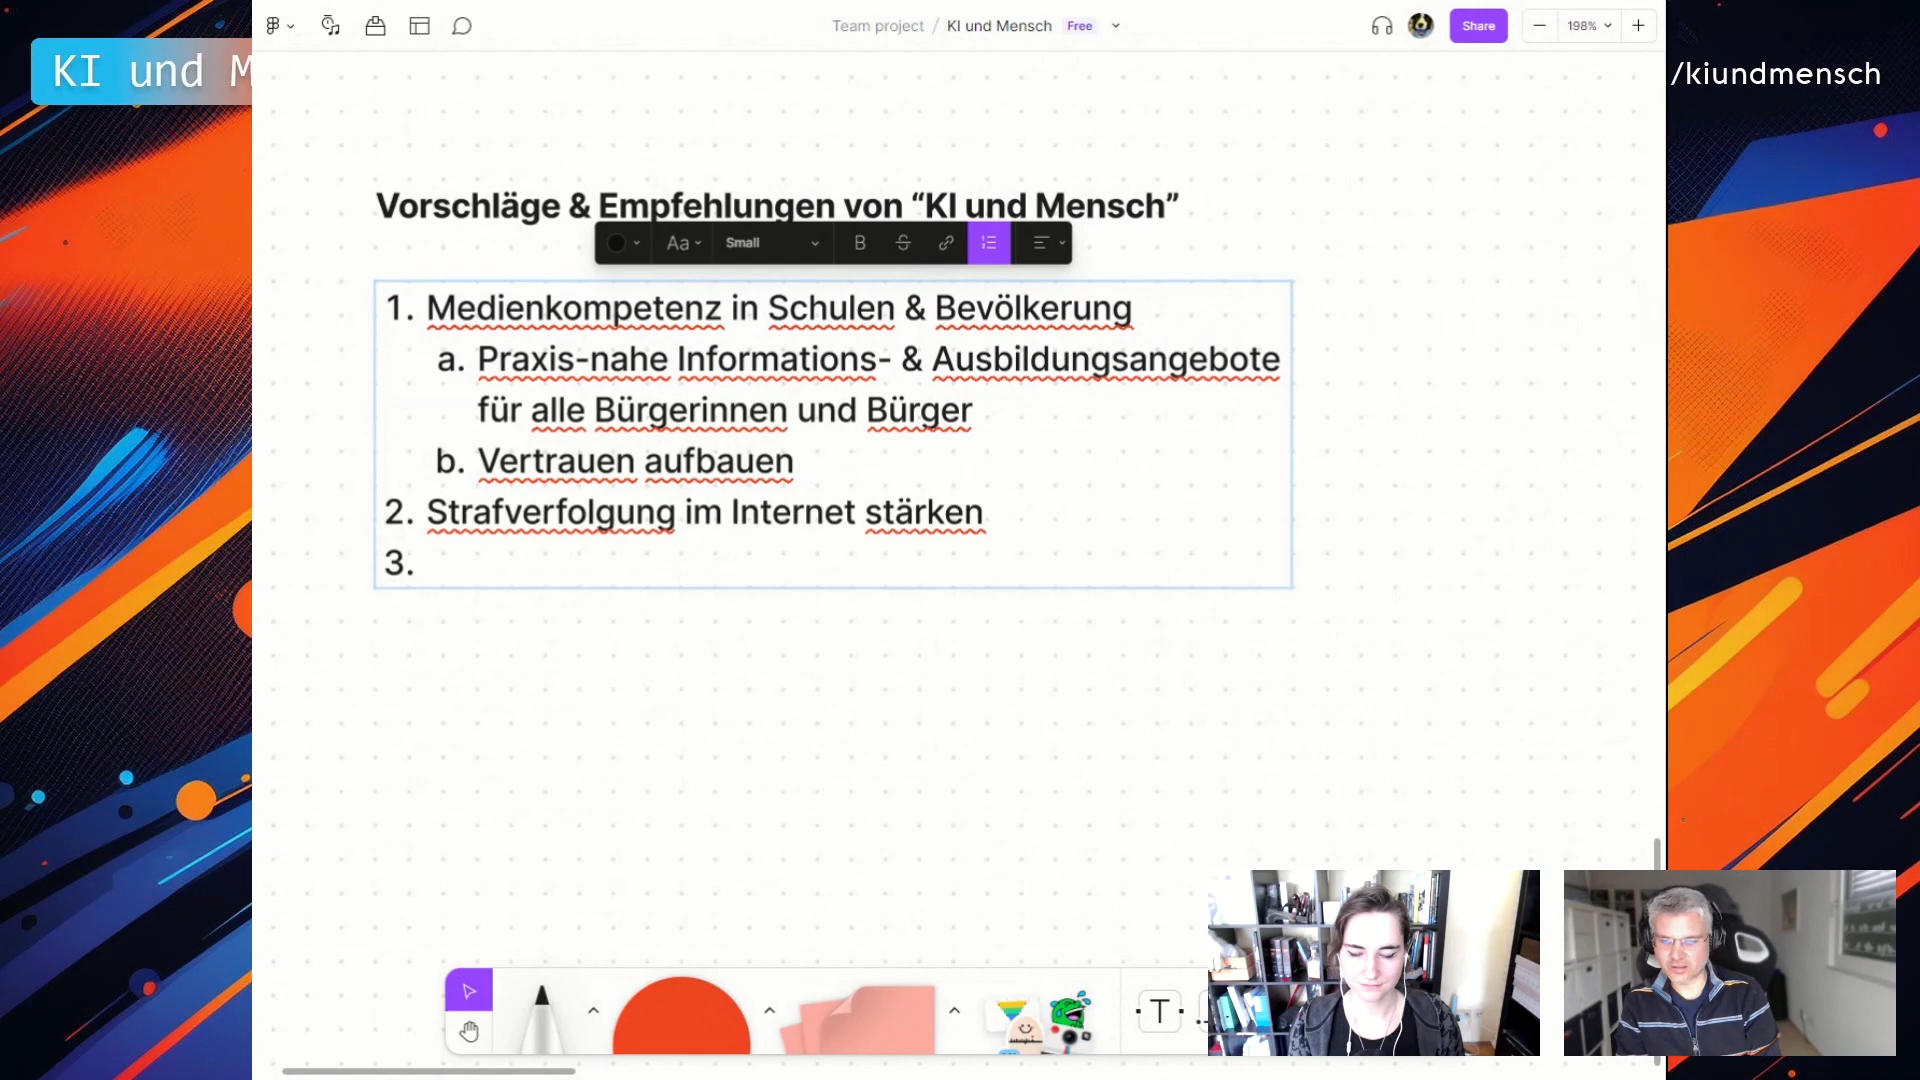 KI und M
Team project / KI und Mensch Free
Share
198%
/kiundmensch
Vorschläge & Empfehlungen von “KI und Mensch”
Aa Small B S
1. Medienkompetenz in Schulen & Bevölkerung
a. Praxis-nahe Informations- & Ausbildungsangebote
für alle Bürgerinnen und Bürger
b. Vertrauen aufbauen
2. Strafverfolgung im Internet stärken
3.
T